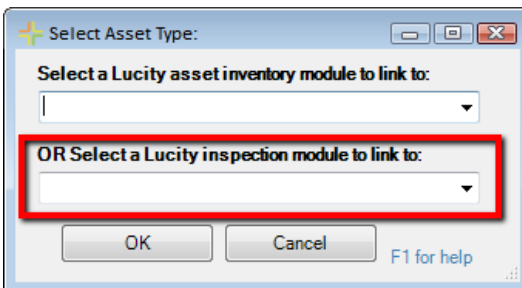 Select Asset Type:
Select a Lucity asset inventory module to link to:
OR Select a Lucity inspection module to link to:
OK Cancel F1 for help